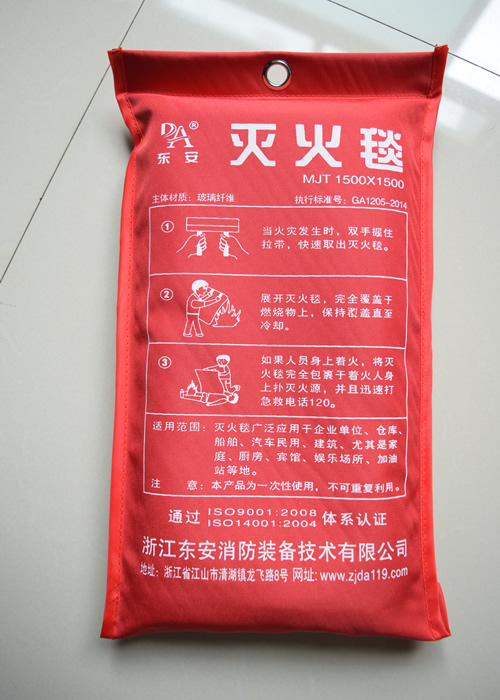 DA®
东安
灭火毯
MJT 1500X1500
主体材质：玻璃纤维 执行标准号：GA1205-2014
① 当火灾发生时，双手握住
拉带，快速取出灭火毯。
② 展开灭火毯，完全覆盖于
燃烧物上，保持覆盖直至
冷却。
③ 如果人员身上着火，将灭
火毯完全包裹于着火人身
上扑灭火源，并且迅速打
急救电话120。
适用范围：灭火毯广泛应用于企业单位、仓库、
船舶、汽车民用、建筑、尤其是家
庭、厨房、宾馆、娱乐场所、加油
站等地。
注 意：本产品为一次性使用，不可重复利用。
通过 ISO9001:2008 体系认证
ISO14001:2004
浙江东安消防装备技术有限公司
地址：浙江省江山市清湖镇龙飞路8号 网址:www.zjda119.com